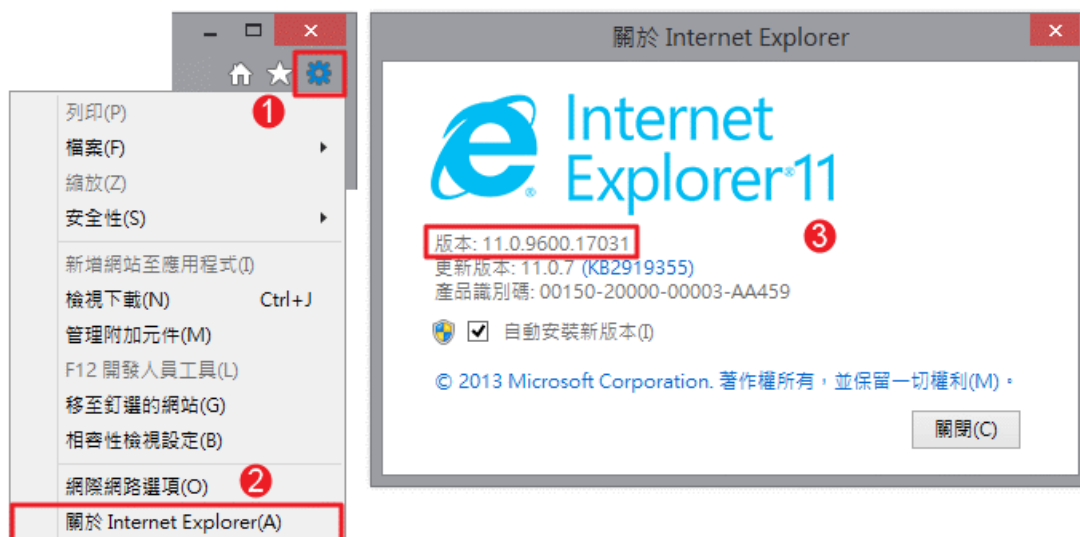 1
列印(P)
檔案(F)
縮放(Z)
安全性(S)
新增網站至應用程式(I)
檢視下載(N) Ctrl+J
管理附加元件(M)
F12 開發人員工具(L)
移至釘選的網站(G)
相容性檢視設定(B)
網際網路選項(O)
2
關於 Internet Explorer(A)
關於 Internet Explorer
Internet
Explorer®11
3
版本: 11.0.9600.17031
更新版本: 11.0.7 (KB2919355)
產品識別碼: 00150-20000-00003-AA459
自動安裝新版本(I)
© 2013 Microsoft Corporation. 著作權所有，並保留一切權利(M)。
關閉(C)